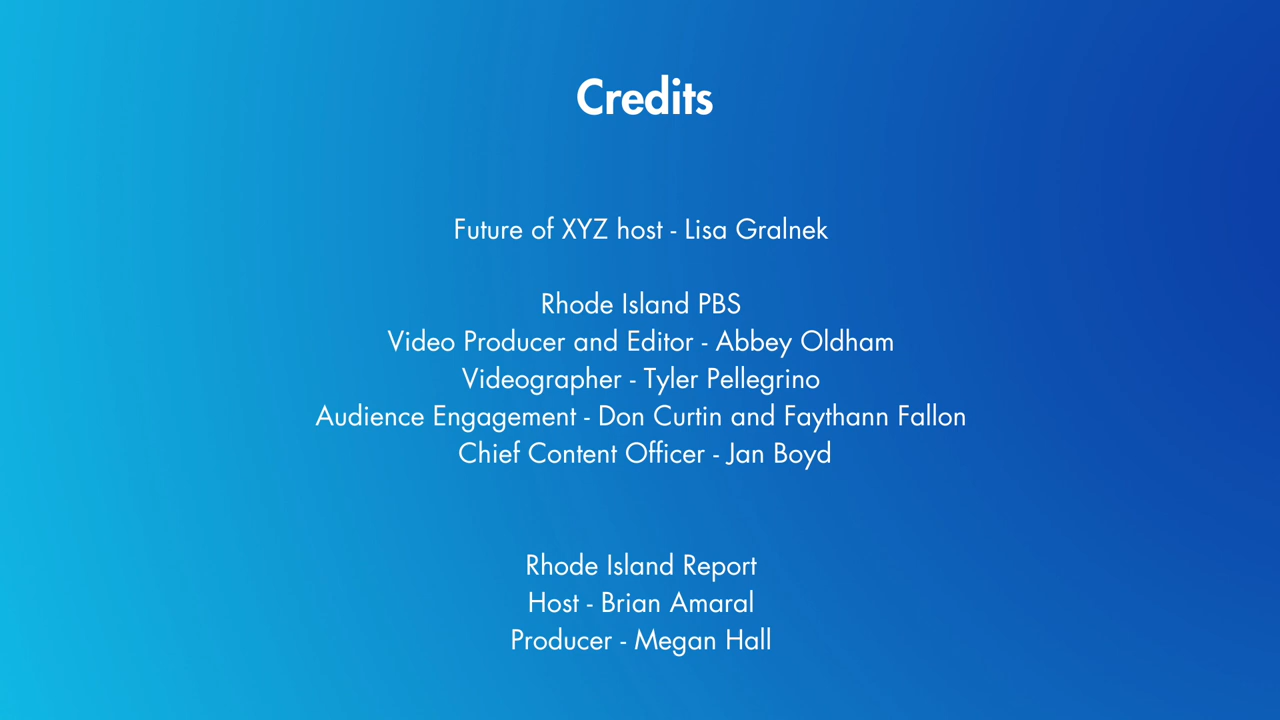 Credits
Future of XYZ host - Lisa Gralnek
Rhode Island PBS
Video Producer and Editor - Abbey Oldham
Videographer - Tyler Pellegrino
Audience Engagement - Don Curtin and Faythann Fallon
Chief Content Officer - Jan Boyd
Rhode Island Report
Host - Brian Amaral
Producer - Megan Hall